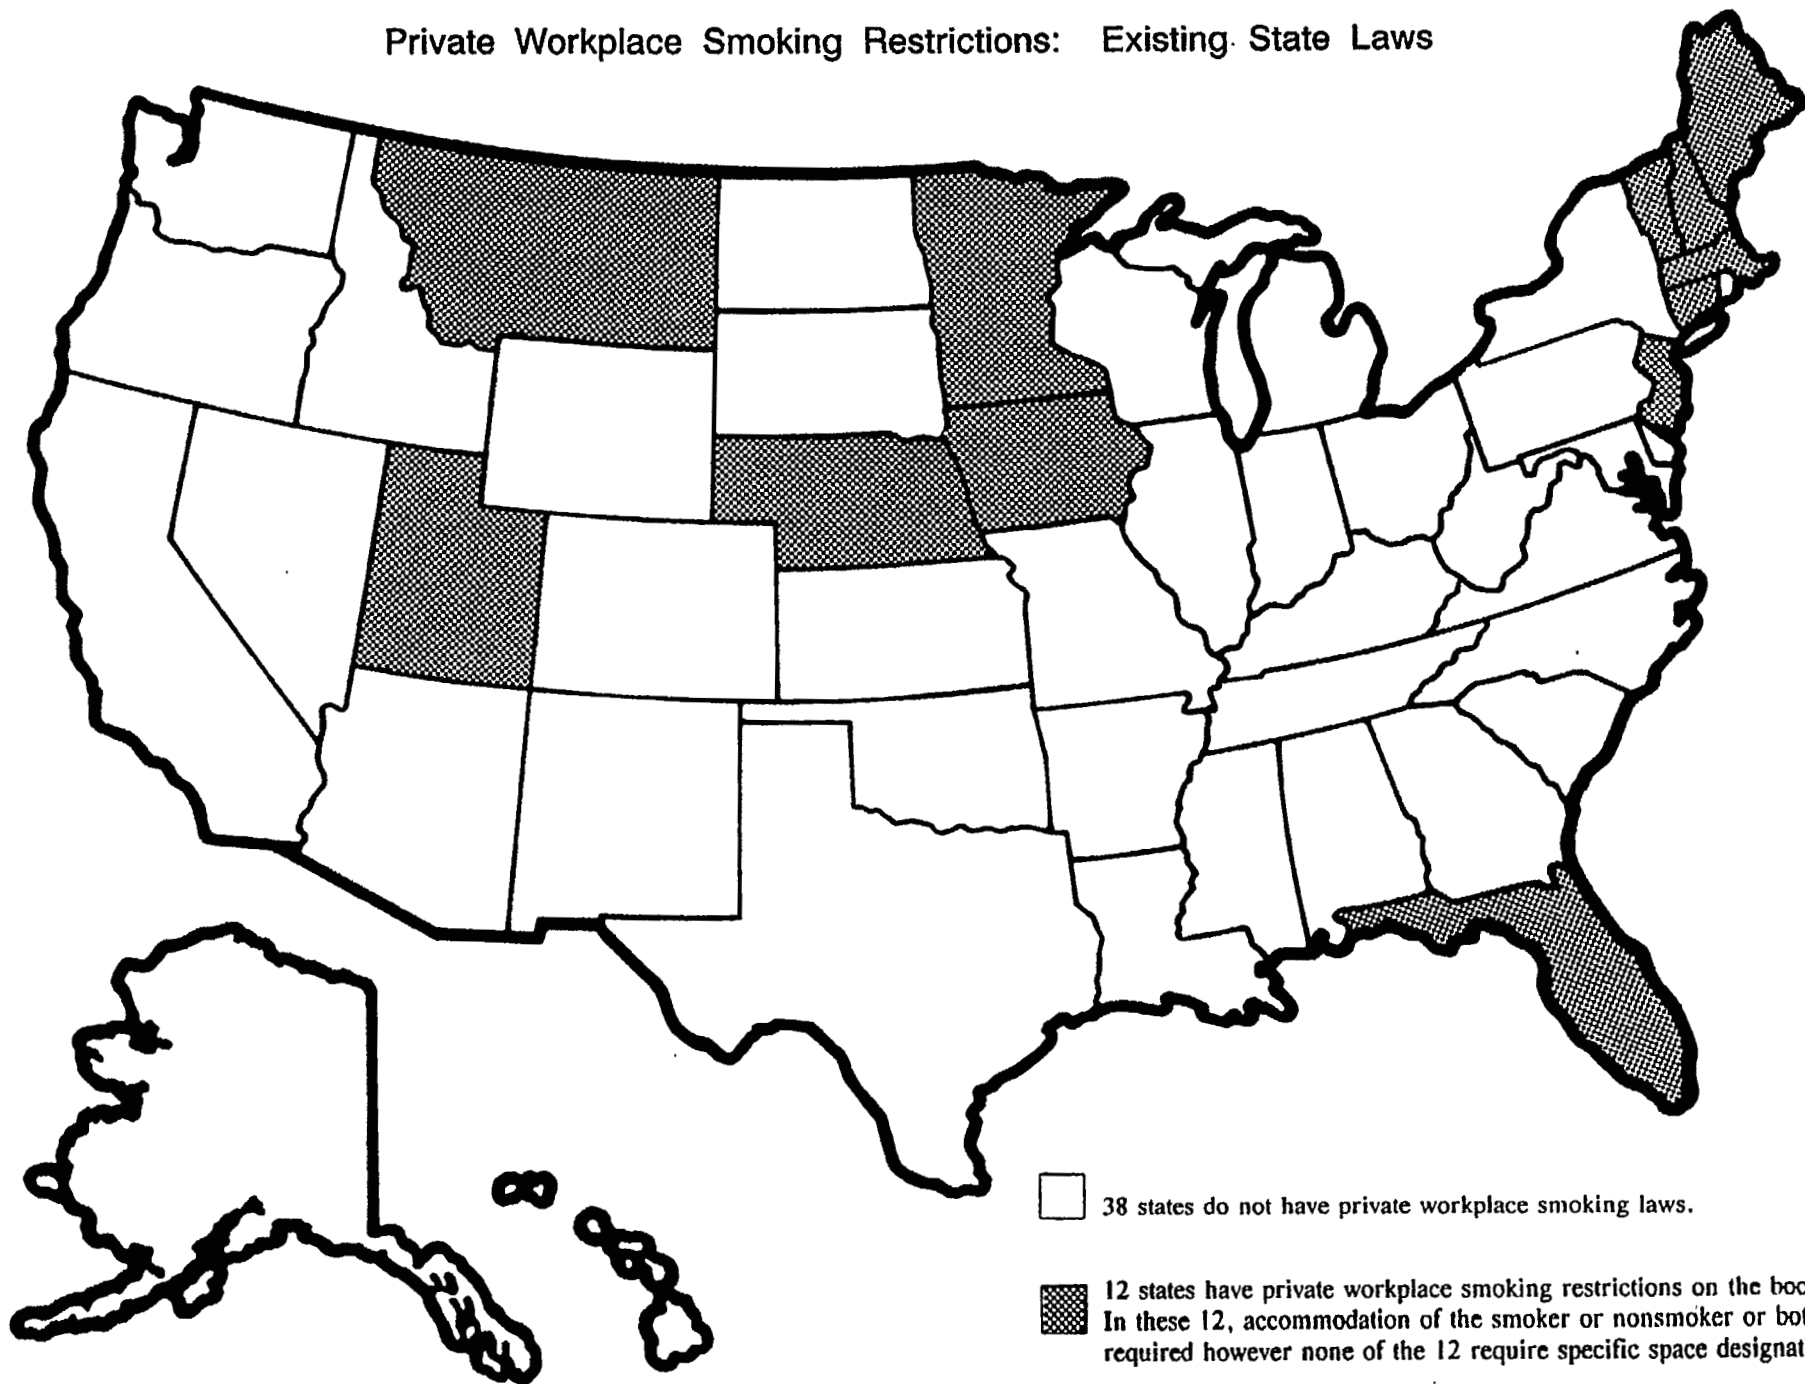 Private Workplace Smoking Restrictions: Existing State Laws
38 states do not have private workplace smoking laws.
12 states have private workplace smoking restrictions on the
In these 12, accommodation of the smoker or nonsmoker or
required however none of the 12 require specific space